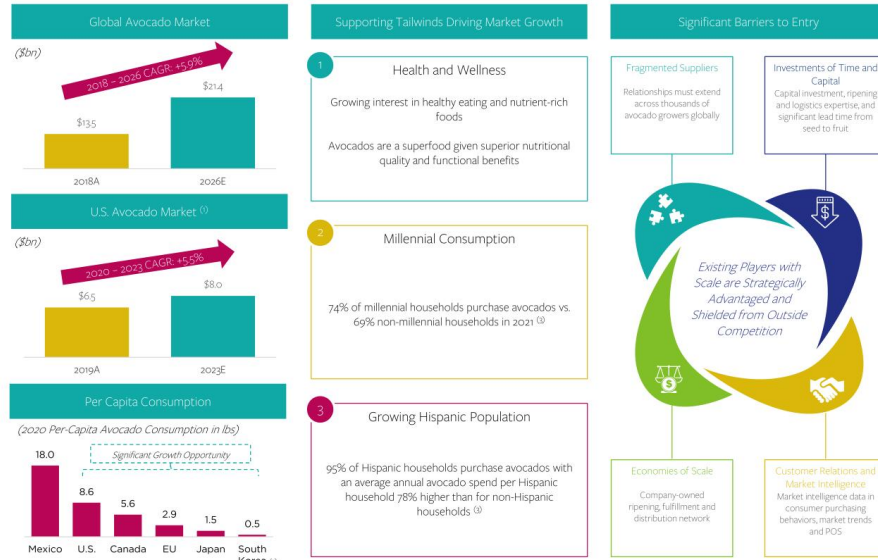 Global Avocado Market
($bn)
2018 – 2026 CAGR: +5.9%
$13.5
$21.4
2018A
2026E
U.S. Avocado Market (1)
($bn)
2020 – 2023 CAGR: +5.5%
$6.5
$8.0
2019A
2023E
Per Capita Consumption
(2020 Per-Capita Avocado Consumption in lbs)
Significant Growth Opportunity
18.0
8.6
5.6
2.9
1.5
0.5
Mexico
U.S.
Canada
EU
Japan
South
Korea
Supporting Tailwinds Driving Market Growth
1
Health and Wellness
Growing interest in healthy eating and nutrient-rich
foods
Avocados are a superfood given superior nutritional
quality and functional benefits
2
Millennial Consumption
74% of millennial households purchase avocados vs.
69% non-millennial households in 2021 (3)
3
Growing Hispanic Population
95% of Hispanic households purchase avocados with
an average annual avocado spend per Hispanic
household 78% higher than for non-Hispanic
households (3)
Significant Barriers to Entry
Fragmented Suppliers
Relationships must extend
across thousands of
avocado growers globally
Investments of Time and
Capital
Capital investment, ripening
and logistics expertise, and
significant lead time from
seed to fruit
Existing Players with
Scale are Strategically
Advantaged and
Shielded from Outside
Competition
Economies of Scale
Company-owned
ripening, fulfillment and
distribution network
Customer Relations and
Market Intelligence
Market intelligence data in
consumer purchasing
behaviors, market trends
and POS